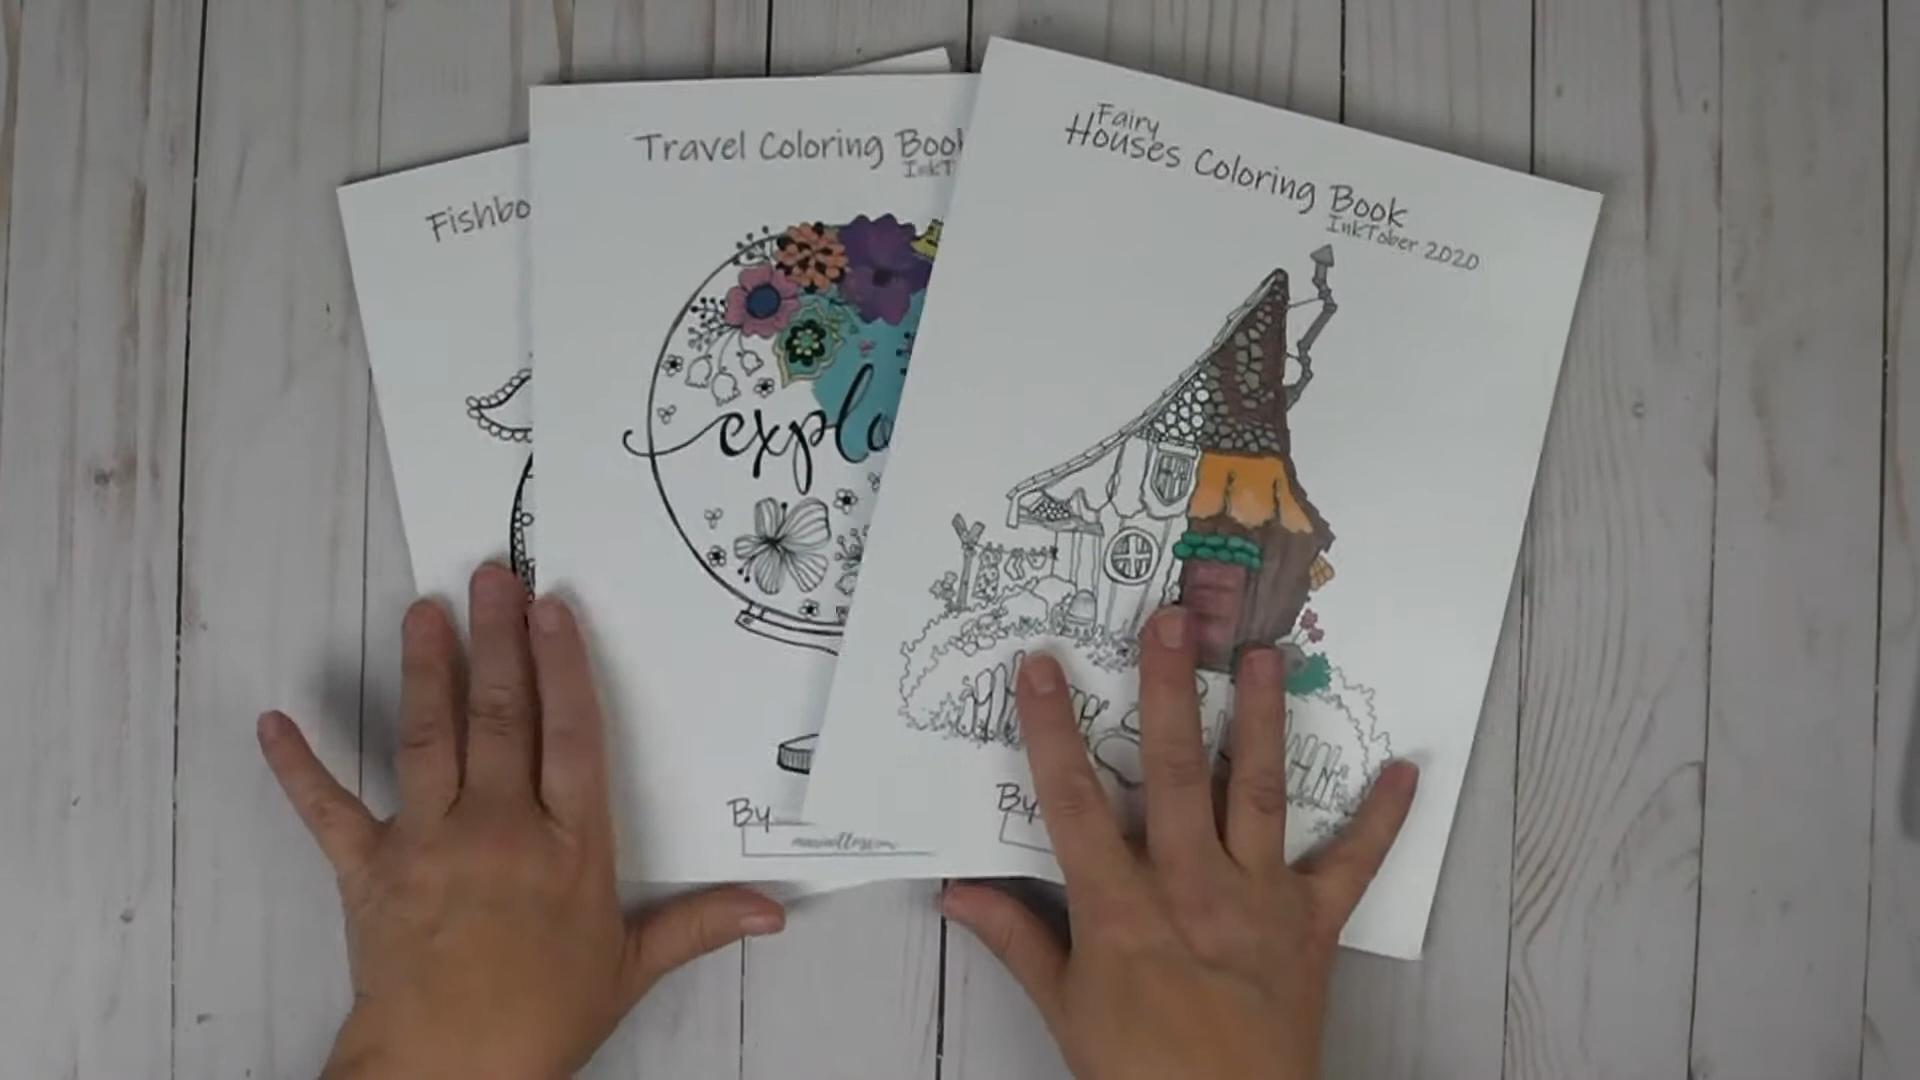 Fishbo
Travel Coloring Book
InkT
explo
By
Fairy
Houses Coloring Book
InkTober 2020
By